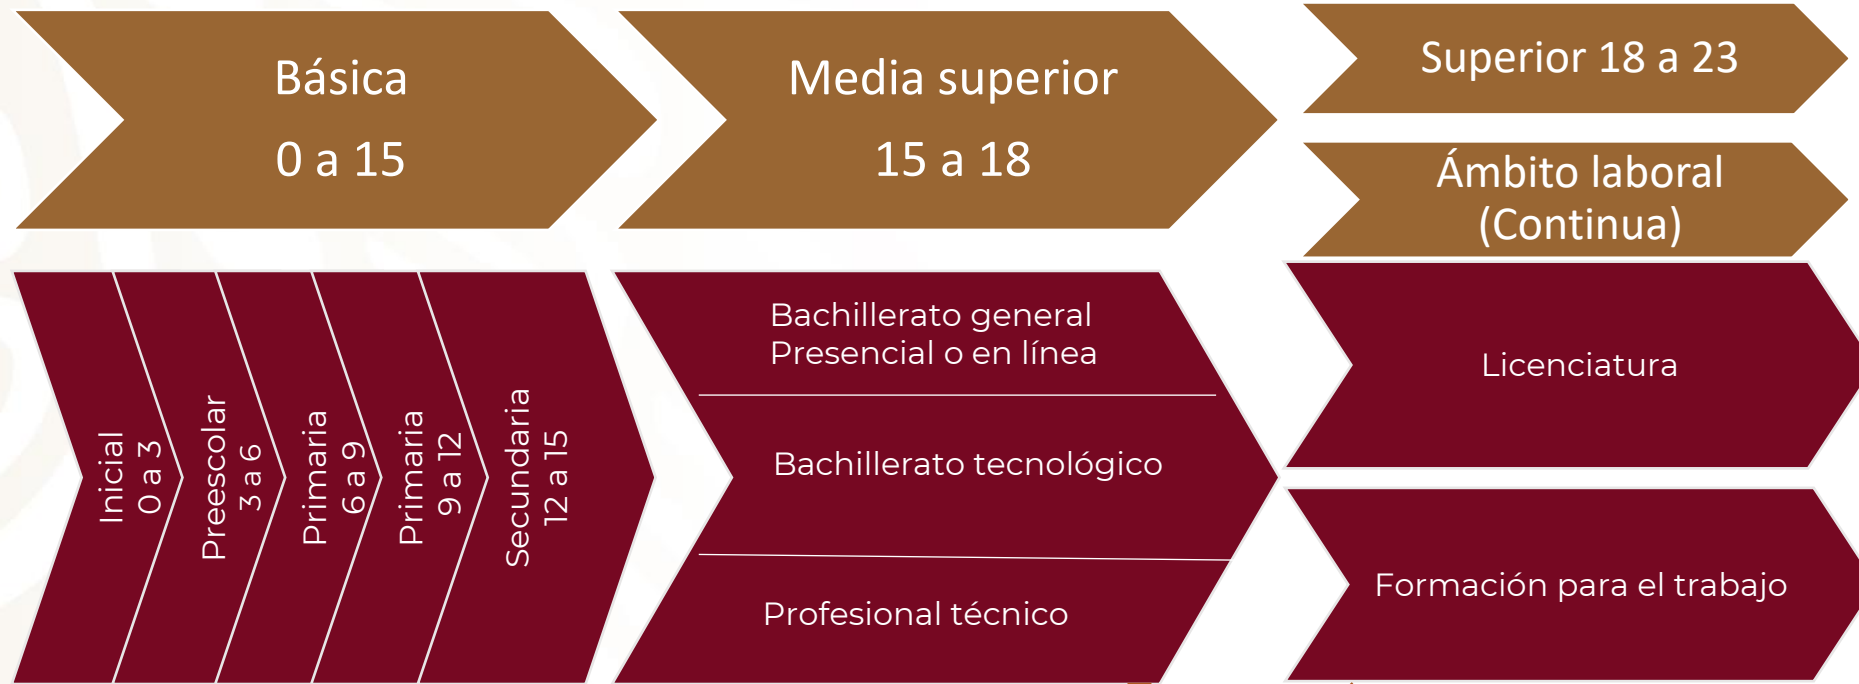 Básica
0 a 15
Media superior
15 a 18
Superior 18 a 23
Ámbito laboral
(Continua)
Inicial
0 a 3
Preescolar
3 a 6
Primaria
6 a 9
Primaria
9 a 12
Secundaria
12 a 15
Bachillerato general
Presencial o en línea
Bachillerato tecnológico
Profesional técnico
Licenciatura
Formación para el trabajo